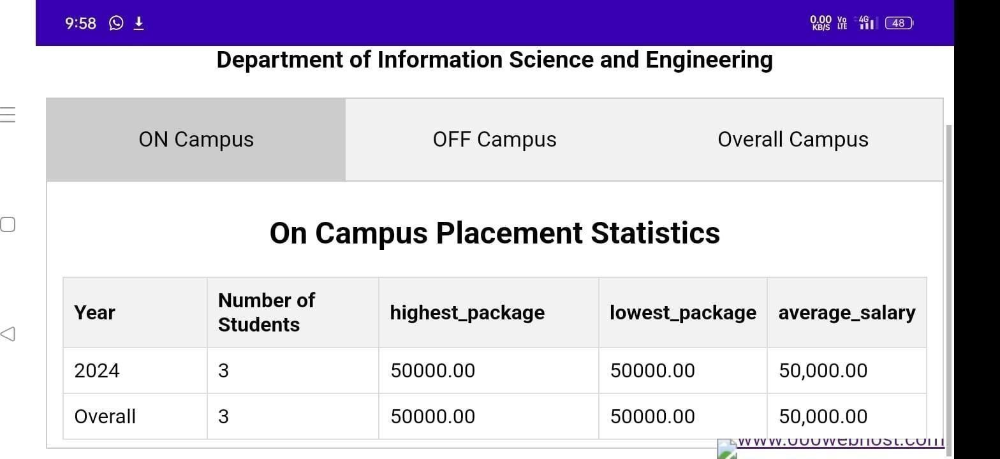 9:58 0.00 KB/S Vo LTE 4G 48
Department of Information Science and Engineering
ON Campus OFF Campus Overall Campus
On Campus Placement Statistics
Year Number of Students highest_package lowest_package average_salary
2024 3 50000.00 50000.00 50,000.00
Overall 3 50000.00 50000.00 50,000.00
www.000webhost.com